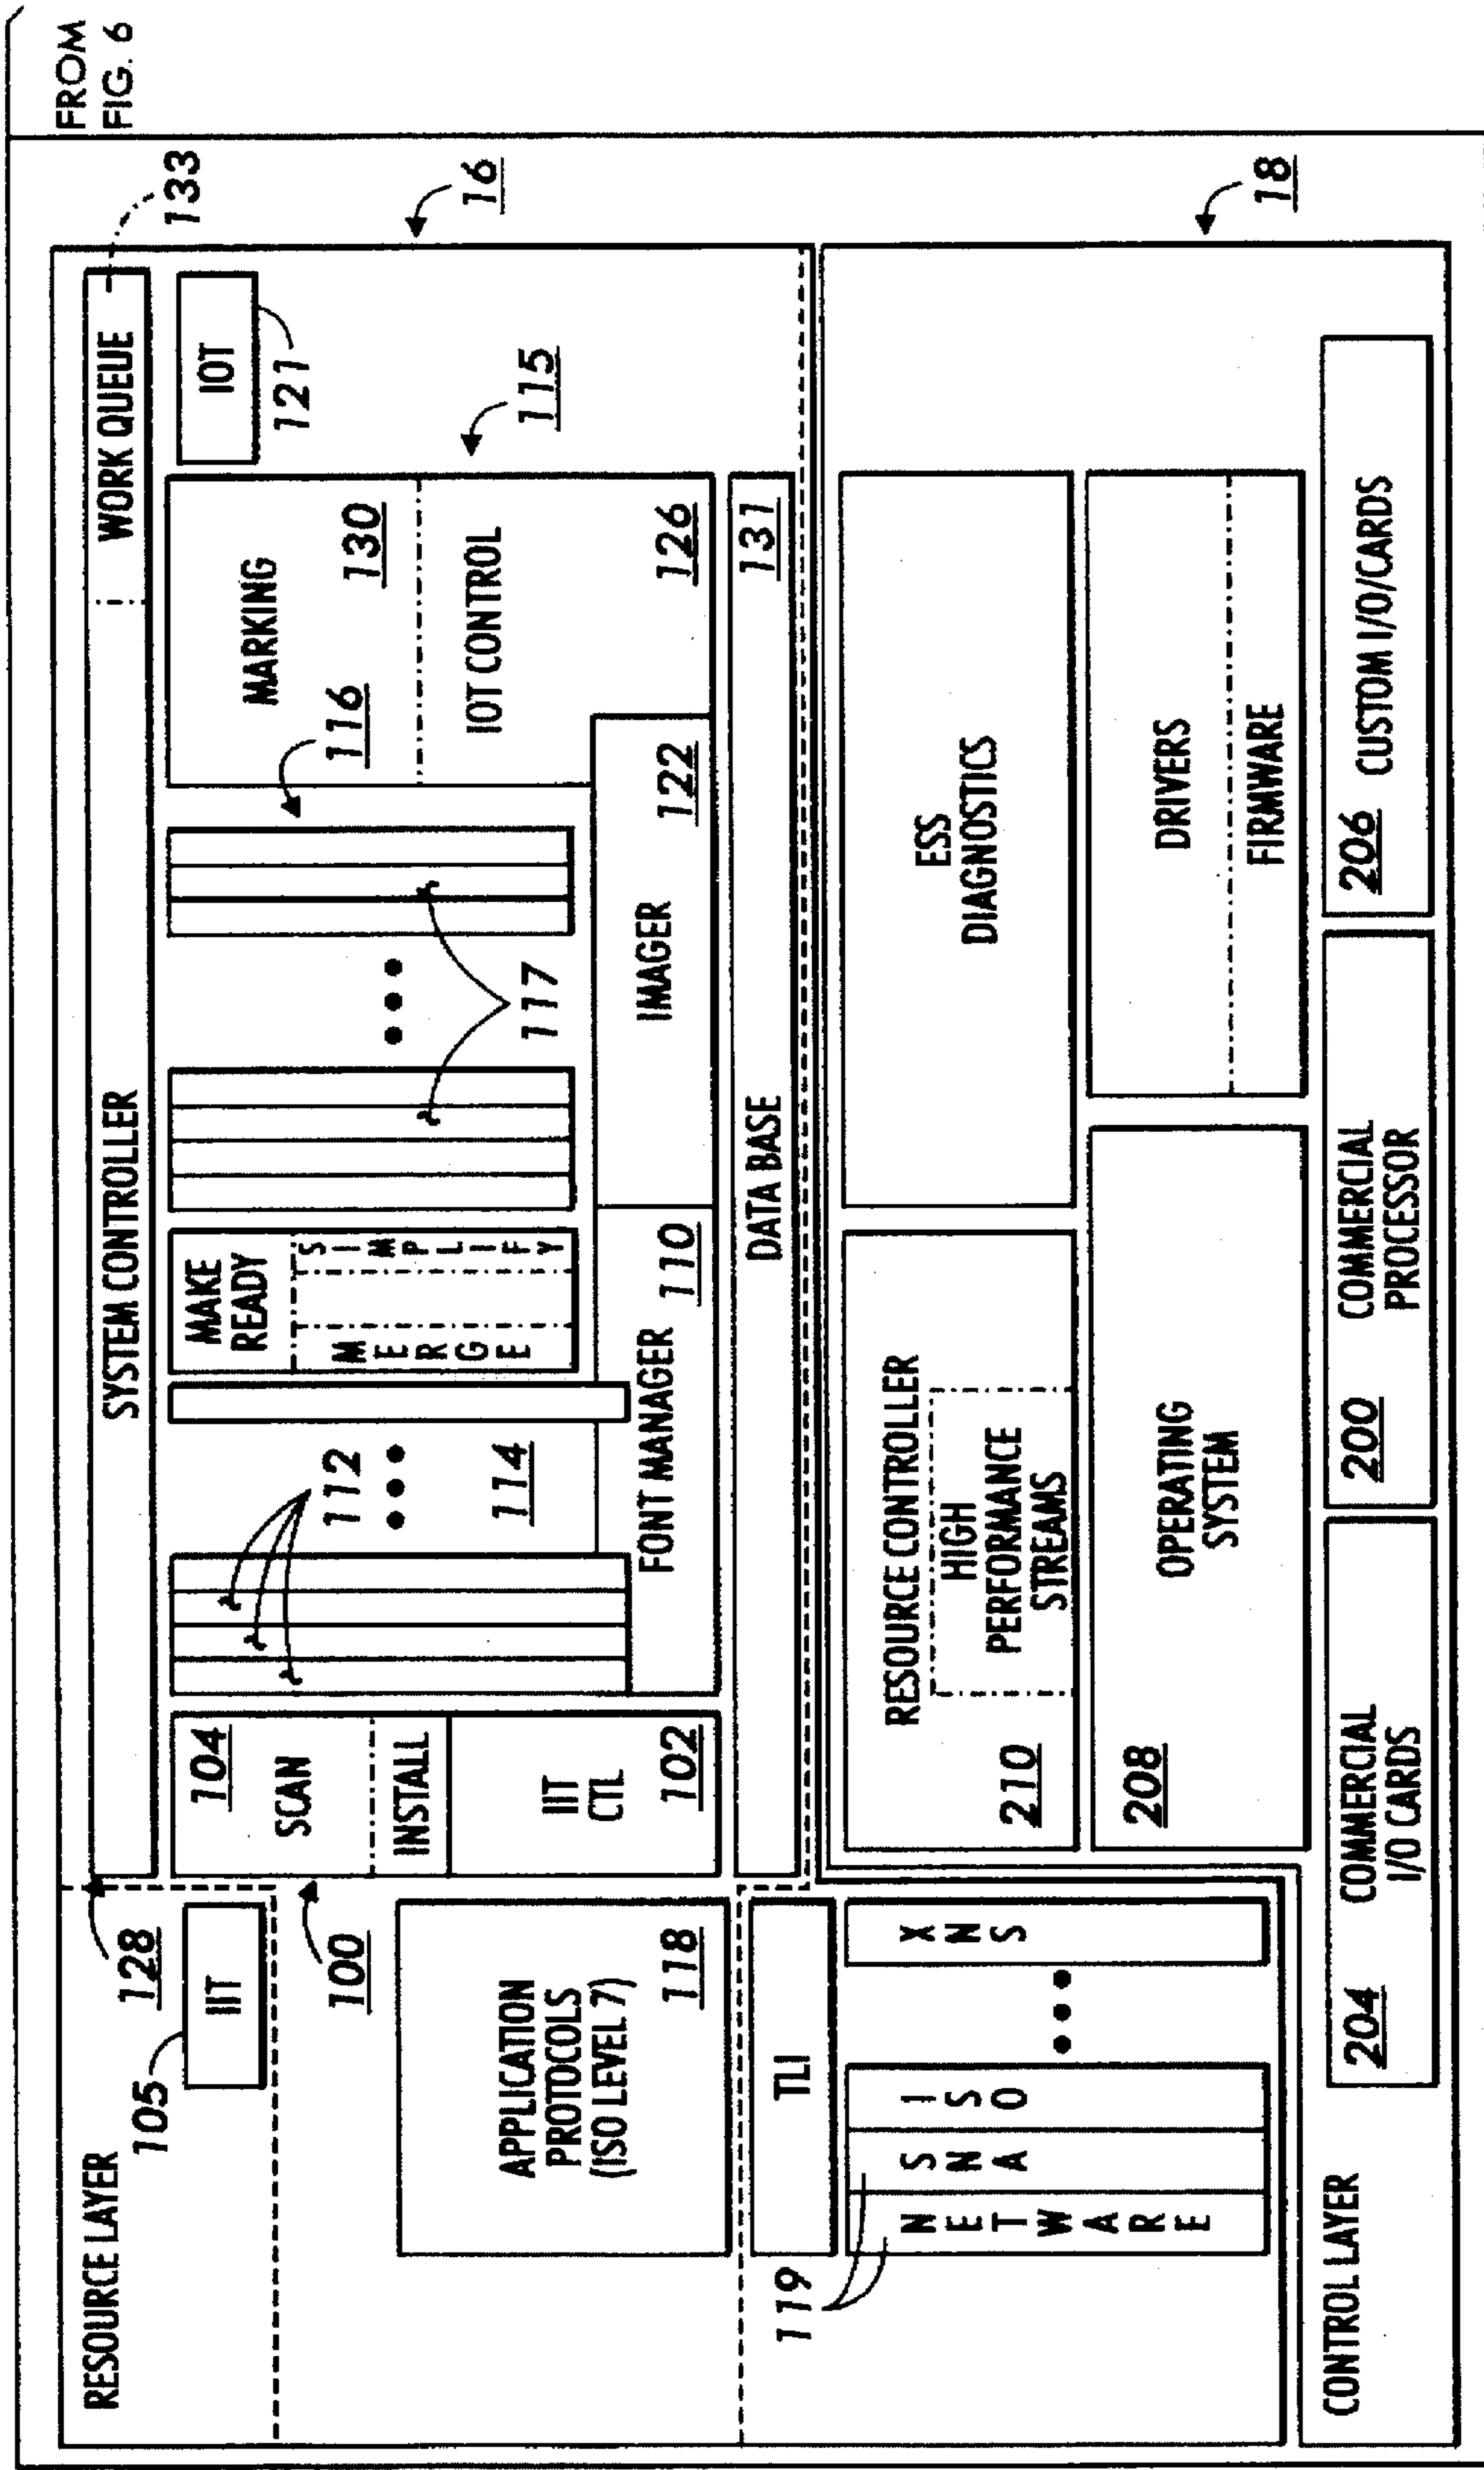 FROM
FIG. 6
RESOURCE LAYER
SYSTEM CONTROLLER
WORK QUEUE
133
128
105
IIT
IOT
121
16
100
104
SCAN
INSTALL
IIT
CTL
102
112
114
MAKE
READY
MERGE
SIMPLIFY
116
117
MARKING
130
IOT CONTROL
126
115
APPLICATION
PROTOCOLS
(ISO LEVEL 7)
118
FONT MANAGER
110
IMAGER
122
DATA BASE
131
TLI
119
NETWARE
SNA
ISO
XNS
RESOURCE CONTROLLER
HIGH
PERFORMANCE
STREAMS
210
ESS
DIAGNOSTICS
18
208
OPERATING
SYSTEM
DRIVERS
FIRMWARE
CONTROL LAYER
204
COMMERCIAL
I/O CARDS
200
COMMERCIAL
PROCESSOR
206
CUSTOM I/O/CARDS